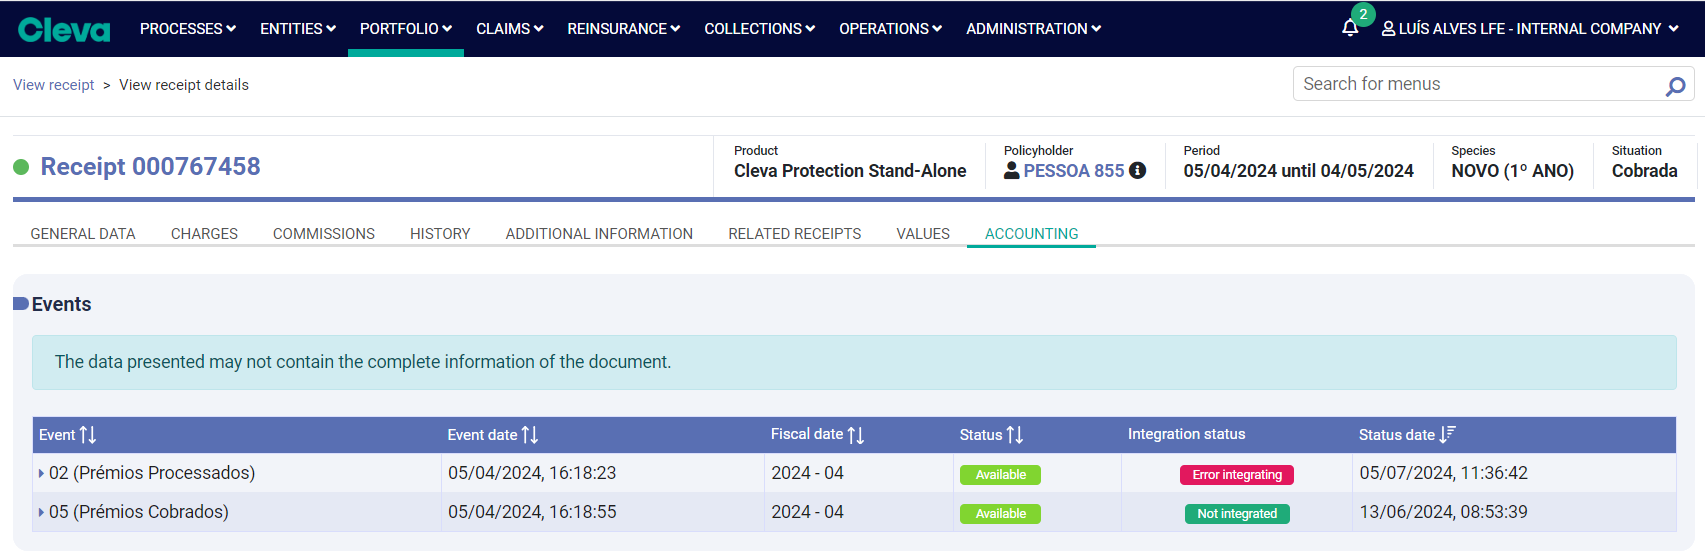 Cleva PROCESSES ENTITIES PORTFOLIO CLAIMS REINSURANCE COLLECTIONS OPERATIONS ADMINISTRATION 2 LUÍS ALVES LFE - INTERNAL COMPANY
View receipt > View receipt details Search for menus
Receipt 000767458
Product
Cleva Protection Stand-Alone
Policyholder
PESSOA 855
Period
05/04/2024 until 04/05/2024
Species
NOVO (1º ANO)
Situation
Cobrada
GENERAL DATA CHARGES COMMISSIONS HISTORY ADDITIONAL INFORMATION RELATED RECEIPTS VALUES ACCOUNTING
Events
The data presented may not contain the complete information of the document.
Event Event date Fiscal date Status Integration status Status date
02 (Prémios Processados) 05/04/2024, 16:18:23 2024 - 04 Available Error integrating 05/07/2024, 11:36:42
05 (Prémios Cobrados) 05/04/2024, 16:18:55 2024 - 04 Available Not integrated 13/06/2024, 08:53:39